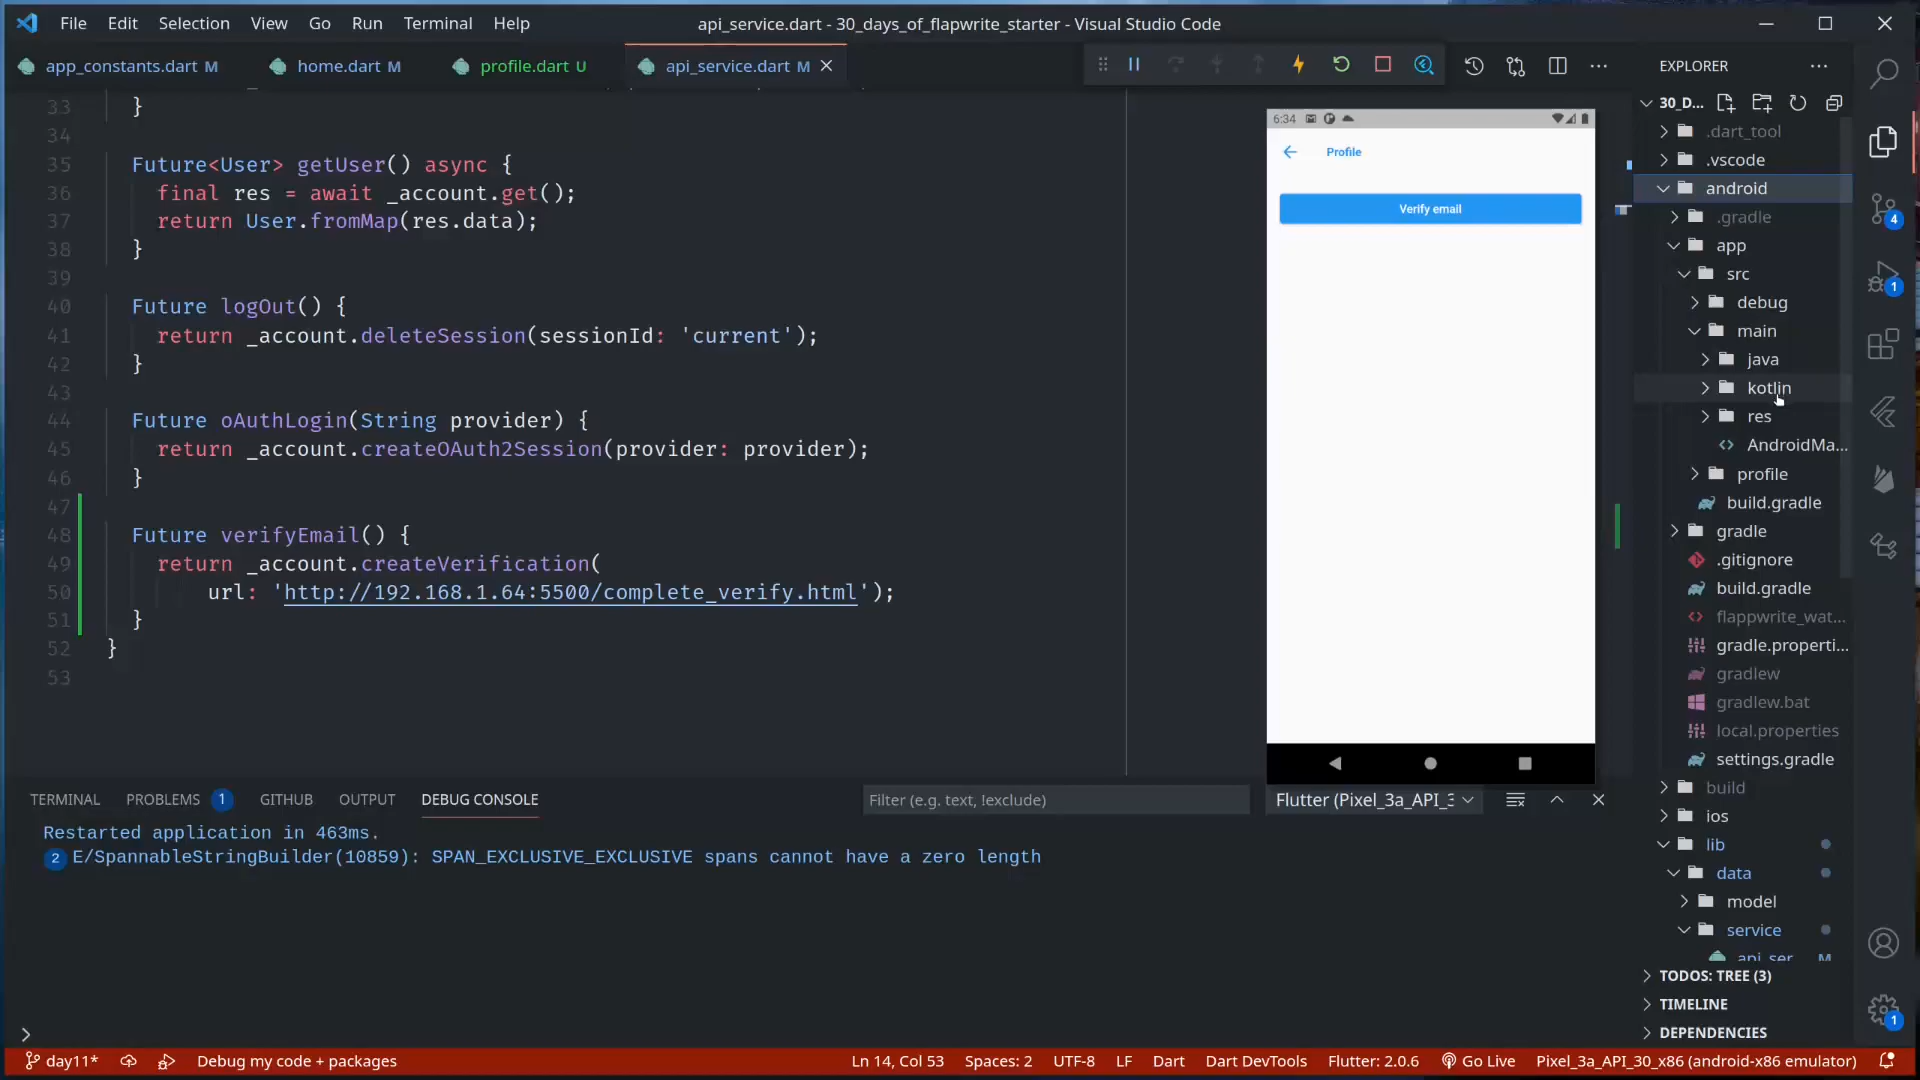 File Edit Selection View Go Run Terminal Help
api_service.dart - 30_days_of_flapwrite_starter - Visual Studio Code
app_constants.dart M
home.dart M
profile.dart U
api_service.dart M
33 }
34
35 Future<User> getUser() async {
36 final res = await _account.get();
37 return User.fromMap(res.data);
38 }
39
40 Future logOut() {
41 return _account.deleteSession(sessionId: 'current');
42 }
43
44 Future oAuthLogin(String provider) {
45 return _account.createOAuth2Session(provider: provider);
46 }
47
48 Future verifyEmail() {
49 return _account.createVerification(
50 url: 'http://192.168.1.64:5500/complete_verify.html');
51 }
52 }
53
6:34
Profile
Verify email
EXPLORER
30_D...
.dart_tool
.vscode
android
.gradle
app
src
debug
main
java
kotlin
res
AndroidMa...
profile
build.gradle
gradle
.gitignore
build.gradle
flappwrite_wat...
gradle.properti...
gradlew
gradlew.bat
local.properties
settings.gradle
build
ios
lib
data
model
service
api_ser... M
TODOS: TREE (3)
TIMELINE
DEPENDENCIES
4
1
1
TERMINAL PROBLEMS 1 GITHUB OUTPUT DEBUG CONSOLE
Filter (e.g. text, !exclude)
Flutter (Pixel_3a_API_3
Restarted application in 463ms.
2 E/SpannableStringBuilder(10859): SPAN_EXCLUSIVE_EXCLUSIVE spans cannot have a zero length
day11*
Debug my code + packages
Ln 14, Col 53 Spaces: 2 UTF-8 LF Dart Dart DevTools Flutter: 2.0.6 Go Live Pixel_3a_API_30_x86 (android-x86 emulator)